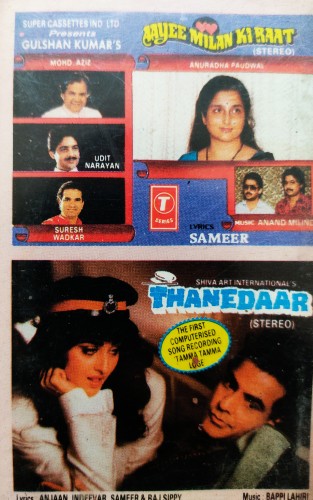 SUPER CASSETTES IND. LTD
Presents
GULSHAN KUMAR'S
AAYEE MILAN KI RAAT
(STEREO)
MOHD. AZIZ
ANURADHA PAUDWAL
UDIT
NARAYAN
SURESH
WADKAR
T
SERIES
MUSIC: ANAND MILIND
LYRICS
SAMEER
SHIVA ART INTERNATIONAL'S
THANEDAAR
(STEREO)
THE FIRST
COMPUTERISED
SONG RECORDING
TAMMA TAMMA
LOGE
Lyrics: ANJAAN, INDEEVAR, SAMEER & RAJ SIPPY
Music: BAPPI LAHIRI